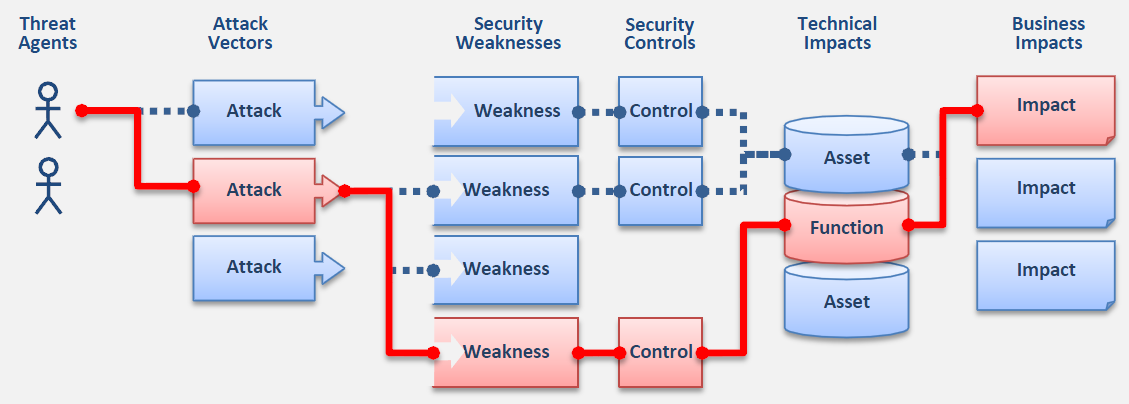 Threat
Agents
Attack
Vectors
Security
Weaknesses
Security
Controls
Technical
Impacts
Business
Impacts
Attack
Weakness
Control
Impact
Asset
Attack
Weakness
Control
Impact
Function
Attack
Weakness
Impact
Asset
Weakness
Control